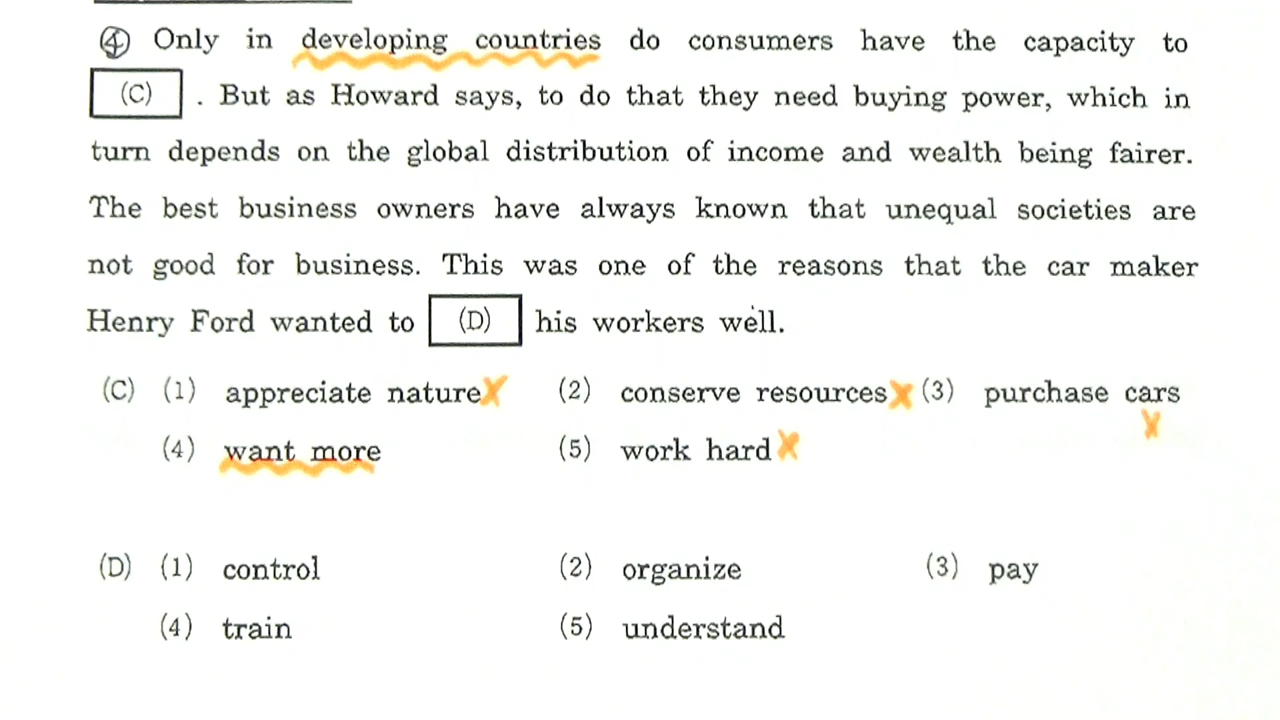 ④ Only in developing countries do consumers have the capacity to
(C) . But as Howard says, to do that they need buying power, which in
turn depends on the global distribution of income and wealth being fairer.
The best business owners have always known that unequal societies are
not good for business. This was one of the reasons that the car maker
Henry Ford wanted to (D) his workers well.
(C) (1) appreciate nature (2) conserve resources (3) purchase cars
(4) want more (5) work hard
(D) (1) control (2) organize (3) pay
(4) train (5) understand